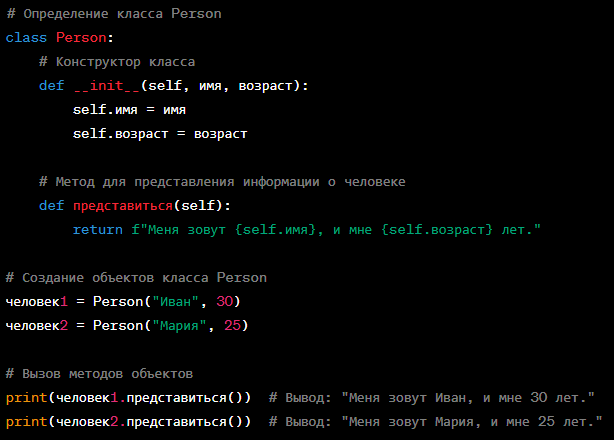 # Определение класса Person
class Person:
    # Конструктор класса
    def __init__(self, имя, возраст):
        self.имя = имя
        self.возраст = возраст

    # Метод для представления информации о человеке
    def представиться(self):
        return f"Меня зовут {self.имя}, и мне {self.возраст} лет."

# Создание объектов класса Person
человек1 = Person("Иван", 30)
человек2 = Person("Мария", 25)

# Вызов методов объектов
print(человек1.представиться())  # Вывод: "Меня зовут Иван, и мне 30 лет."
print(человек2.представиться())  # Вывод: "Меня зовут Мария, и мне 25 лет."